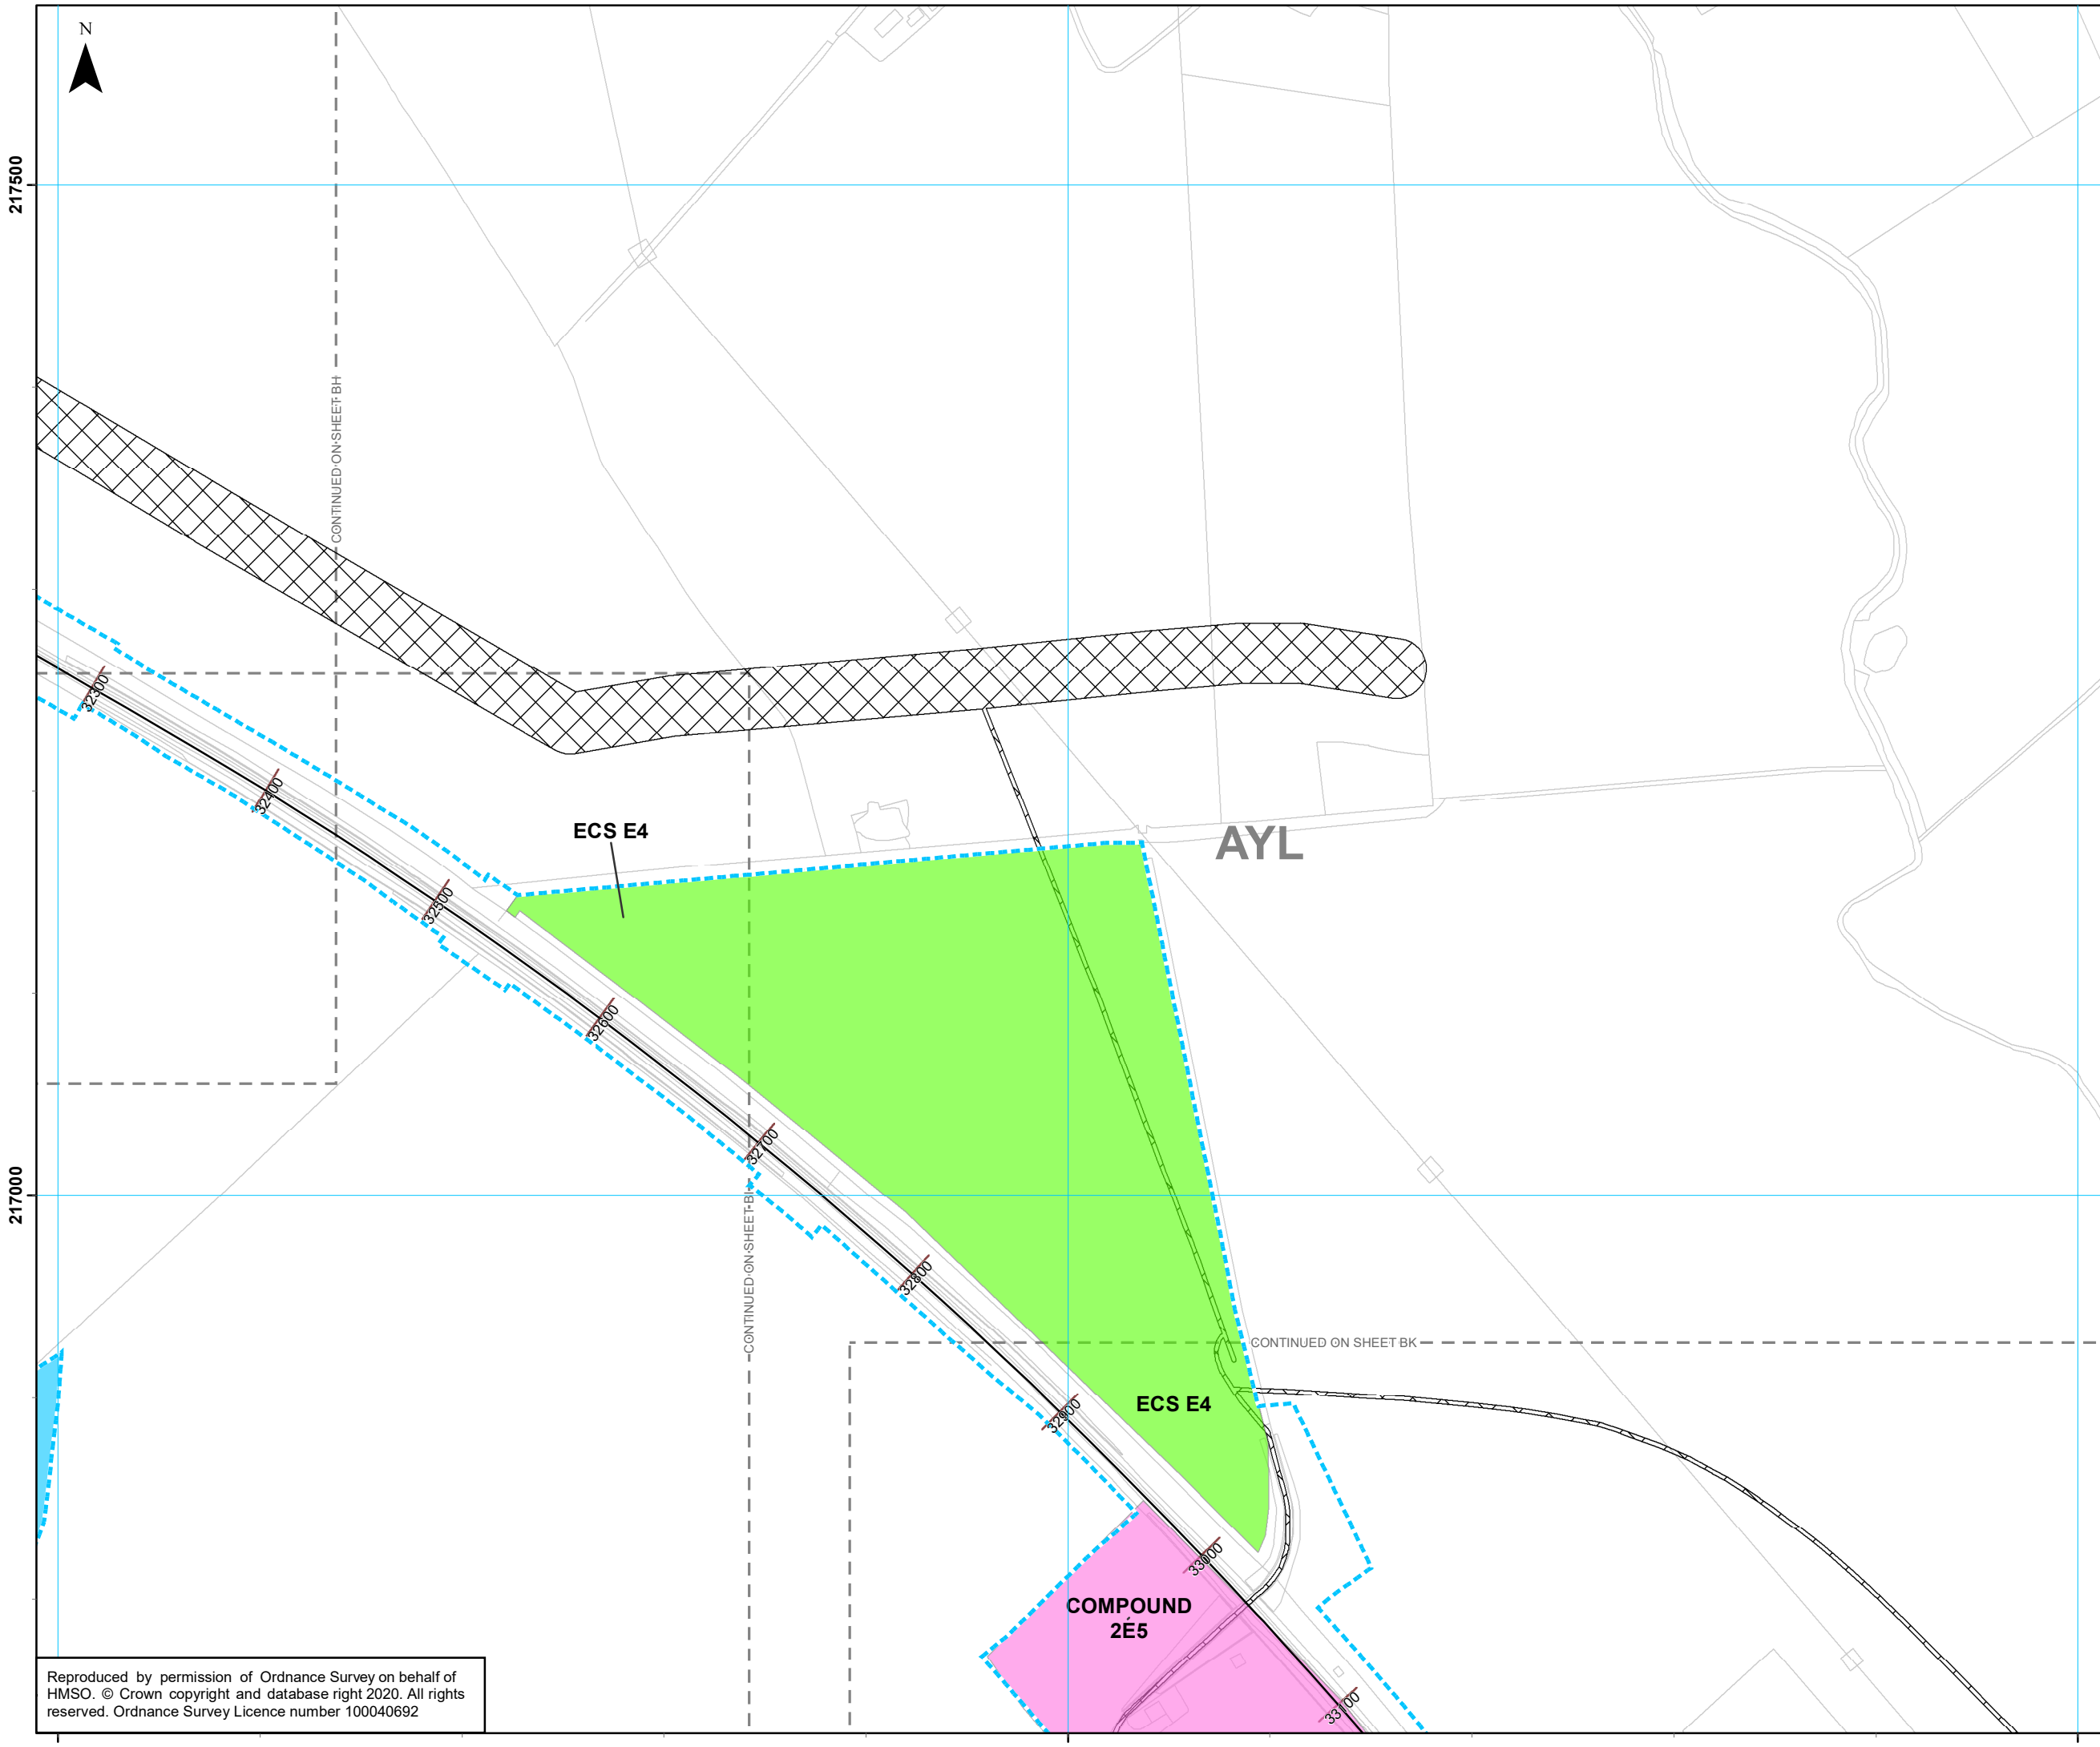 N
217500
CONTINUED ON SHEET BH
32300
32400
ECS E4
AYL
32500
32600
32700
217000
CONTINUED ON SHEET BI
32800
CONTINUED ON SHEET BK
32900
ECS E4
33000
COMPOUND
2E5
33100
Reproduced by permission of Ordnance Survey on behalf of
HMSO. © Crown copyright and database right 2020. All rights
reserved. Ordnance Survey Licence number 100040692